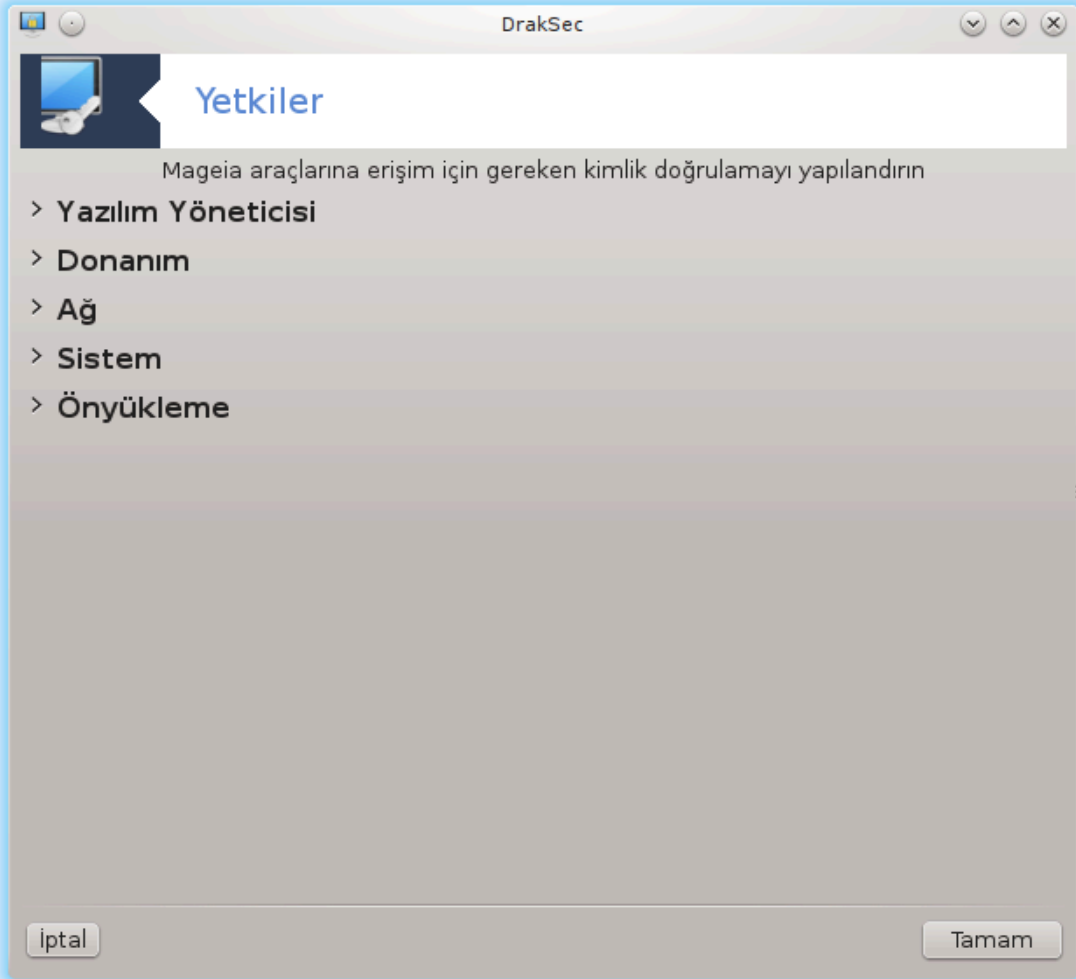 DrakSec
Yetkiler
Mageia araçlarına erişim için gereken kimlik doğrulamayı yapılandırın
Yazılım Yöneticisi
Donanım
Ağ
Sistem
Önyükleme
İptal
Tamam